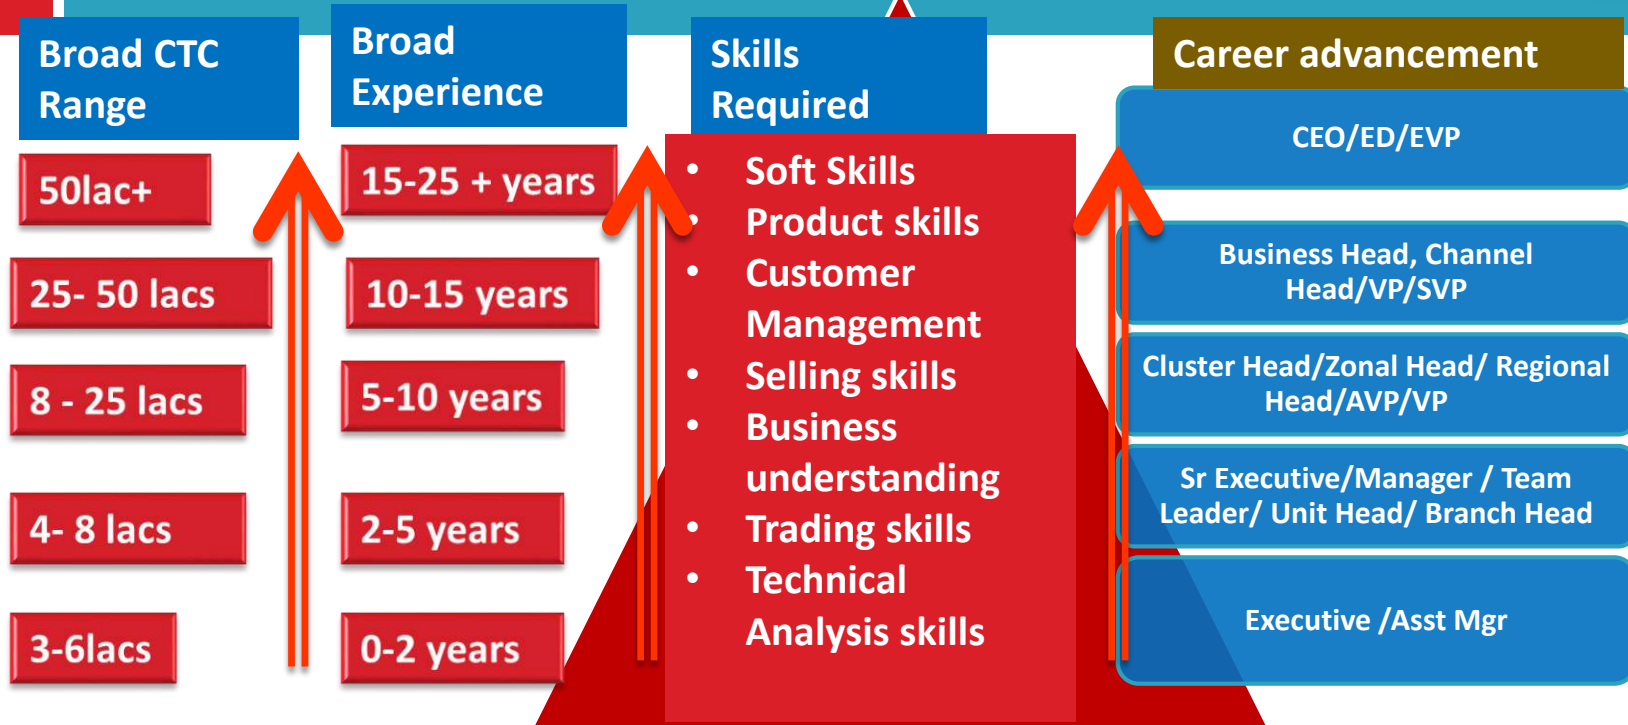 Broad CTC
Range
50lac+
25- 50 lacs
8 - 25 lacs
4- 8 lacs
3-6lacs
Broad
Experience
15-25 + years
10-15 years
5-10 years
2-5 years
0-2 years
Skills
Required
• Soft Skills
• Product skills
• Customer
Management
• Selling skills
• Business
understanding
• Trading skills
• Technical
Analysis skills
Career advancement
CEO/ED/EVP
Business Head, Channel
Head/VP/SVP
Cluster Head/Zonal Head/ Regional
Head/AVP/VP
Sr Executive/Manager / Team
Leader/ Unit Head/ Branch Head
Executive /Asst Mgr